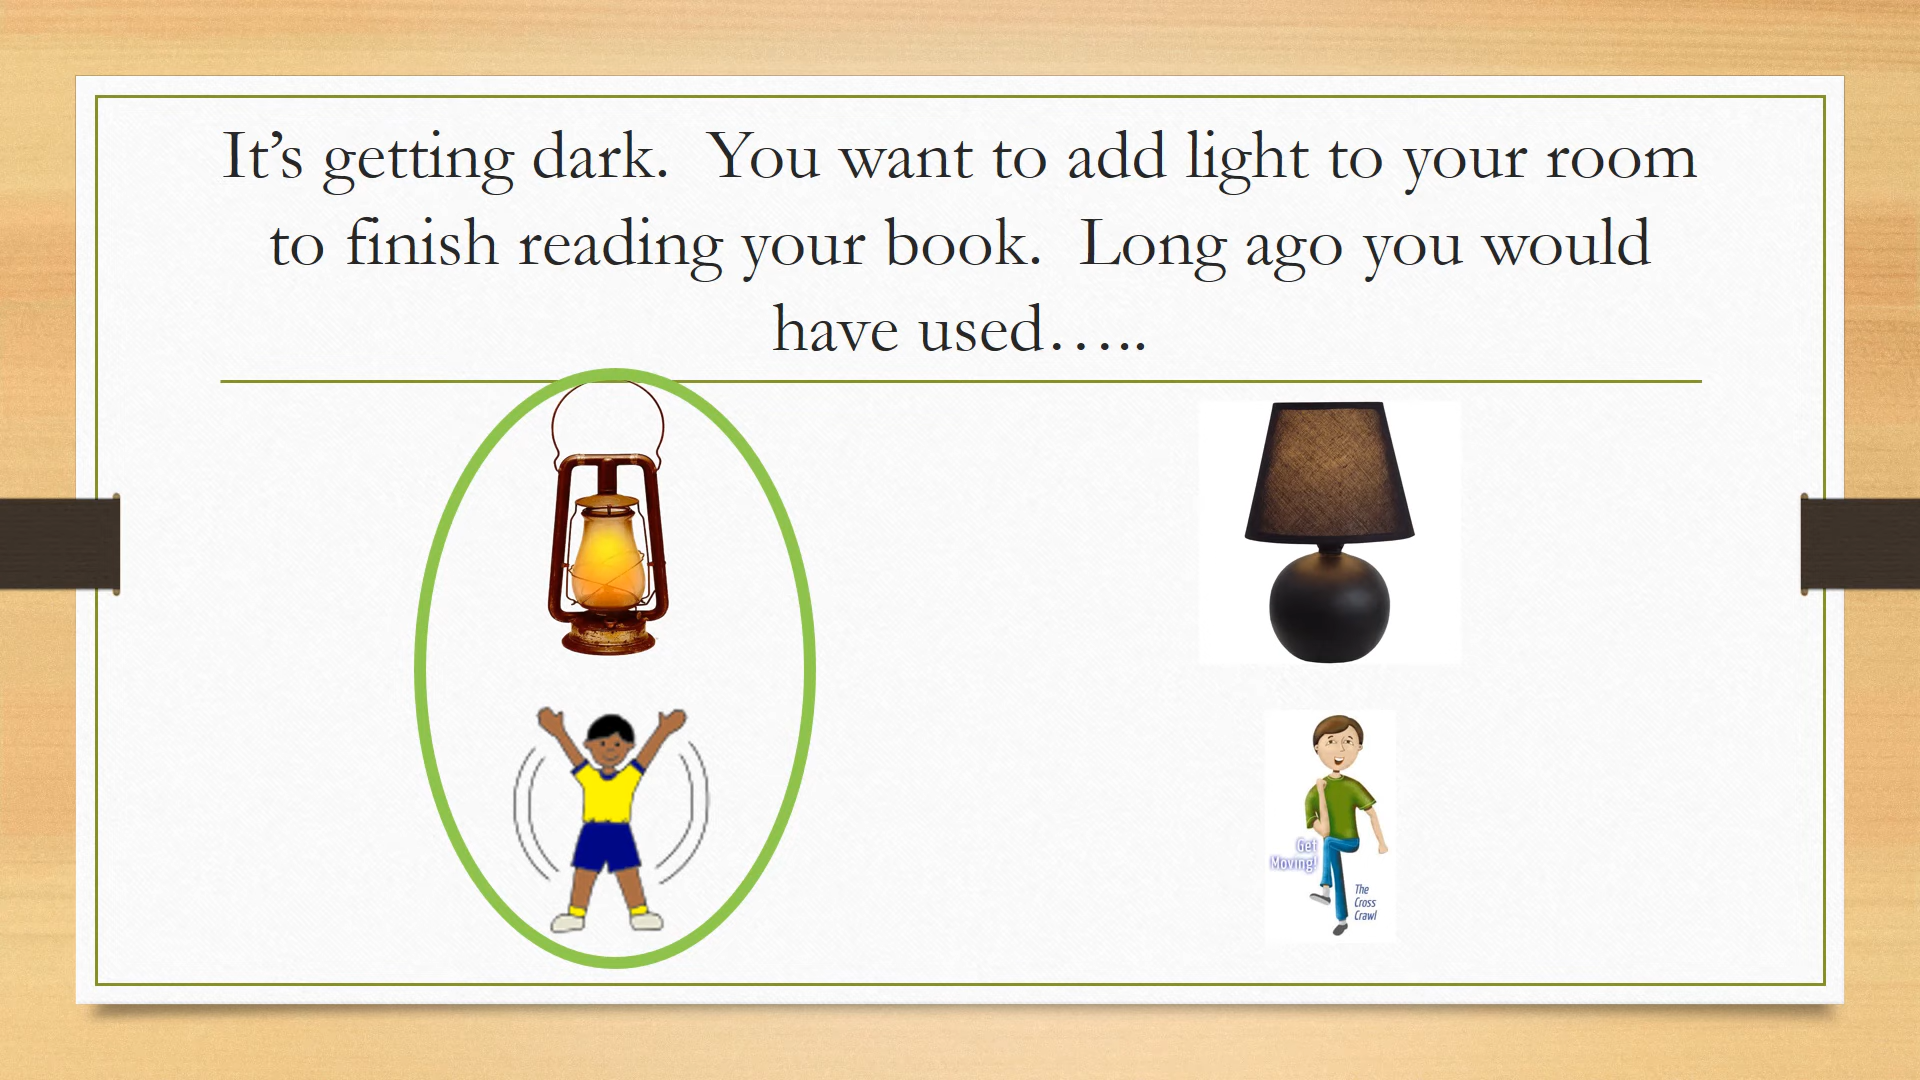 It’s getting dark.  You want to add light to your room
to finish reading your book.  Long ago you would
have used…..
Get
Moving!
The
Cross
Crawl